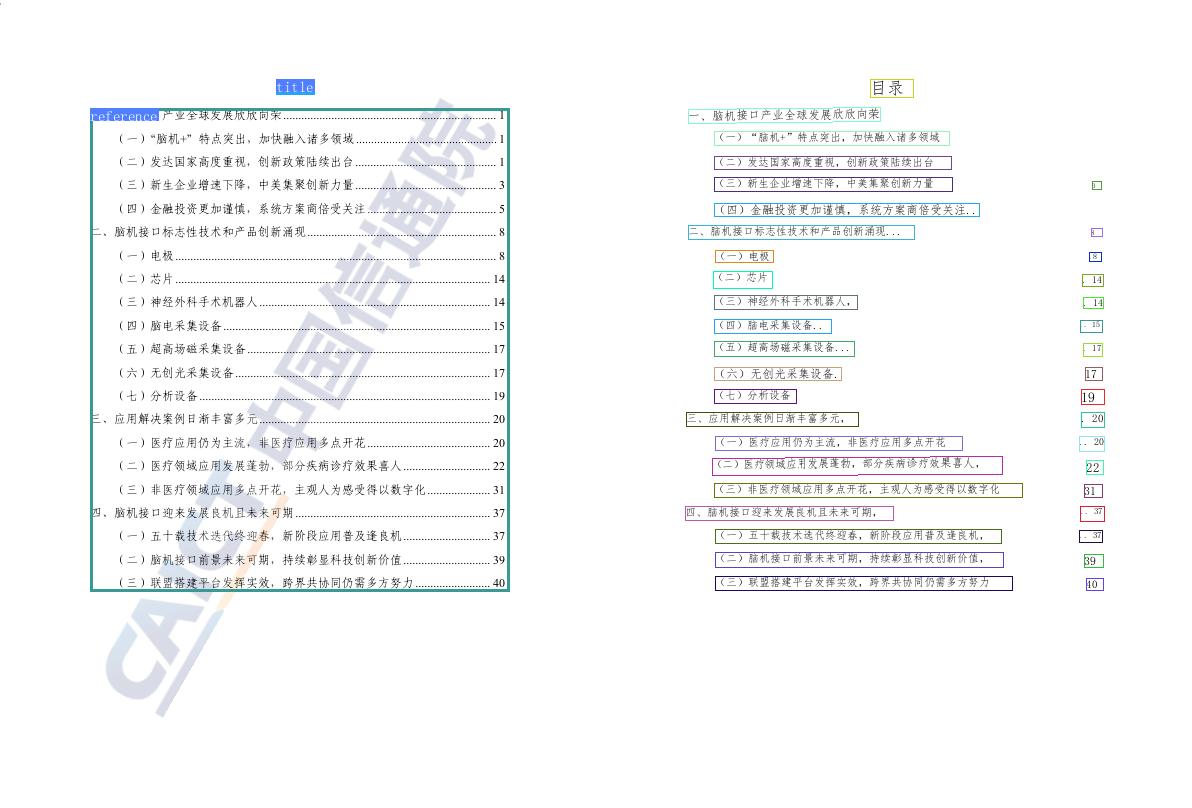 title
reference 产业全球发展欣欣向荣 1
（一）“脑机+”特点突出，加快融入诸多领域 1
（二）发达国家高度重视，创新政策陆续出台 1
（三）新生企业增速下降，中美集聚创新力量 3
（四）金融投资更加谨慎，系统方案商倍受关注 5
二、脑机接口标志性技术和产品创新涌现 8
（一）电极 8
（二）芯片 14
（三）神经外科手术机器人 14
（四）脑电采集设备 15
（五）超高场磁采集设备 17
（六）无创光采集设备 17
（七）分析设备 19
三、应用解决案例日渐丰富多元 20
（一）医疗应用仍为主流，非医疗应用多点开花 20
（二）医疗领域应用发展蓬勃，部分疾病诊疗效果喜人 22
（三）非医疗领域应用多点开花，主观人为感受得以数字化 31
四、脑机接口迎来发展良机且未来可期 37
（一）五十载技术迭代终迎春，新阶段应用普及逢良机 37
（二）脑机接口前景未来可期，持续彰显科技创新价值 39
（三）联盟搭建平台发挥实效，跨界共协同仍需多方努力 40
CAICT 中国信通院
目录
一、脑机接口产业全球发展欣欣向荣
（一）“脑机+”特点突出，加快融入诸多领域
（二）发达国家高度重视，创新政策陆续出台
（三）新生企业增速下降，中美集聚创新力量
（四）金融投资更加谨慎，系统方案商倍受关注..
二、脑机接口标志性技术和产品创新涌现...
（一）电极 8
（二）芯片 . 14
（三）神经外科手术机器人， . 14
（四）脑电采集设备.. .. 15
（五）超高场磁采集设备... . 17
（六）无创光采集设备. 17
（七）分析设备 19
三、应用解决案例日渐丰富多元， . 20
（一）医疗应用仍为主流，非医疗应用多点开花 .. 20
（二）医疗领域应用发展蓬勃，部分疾病诊疗效果喜人， 22
（三）非医疗领域应用多点开花，主观人为感受得以数字化 31
四、脑机接口迎来发展良机且未来可期， .. 37
（一）五十载技术迭代终迎春，新阶段应用普及逢良机， .. 37
（二）脑机接口前景未来可期，持续彰显科技创新价值， 39
（三）联盟搭建平台发挥实效，跨界共协同仍需多方努力 40